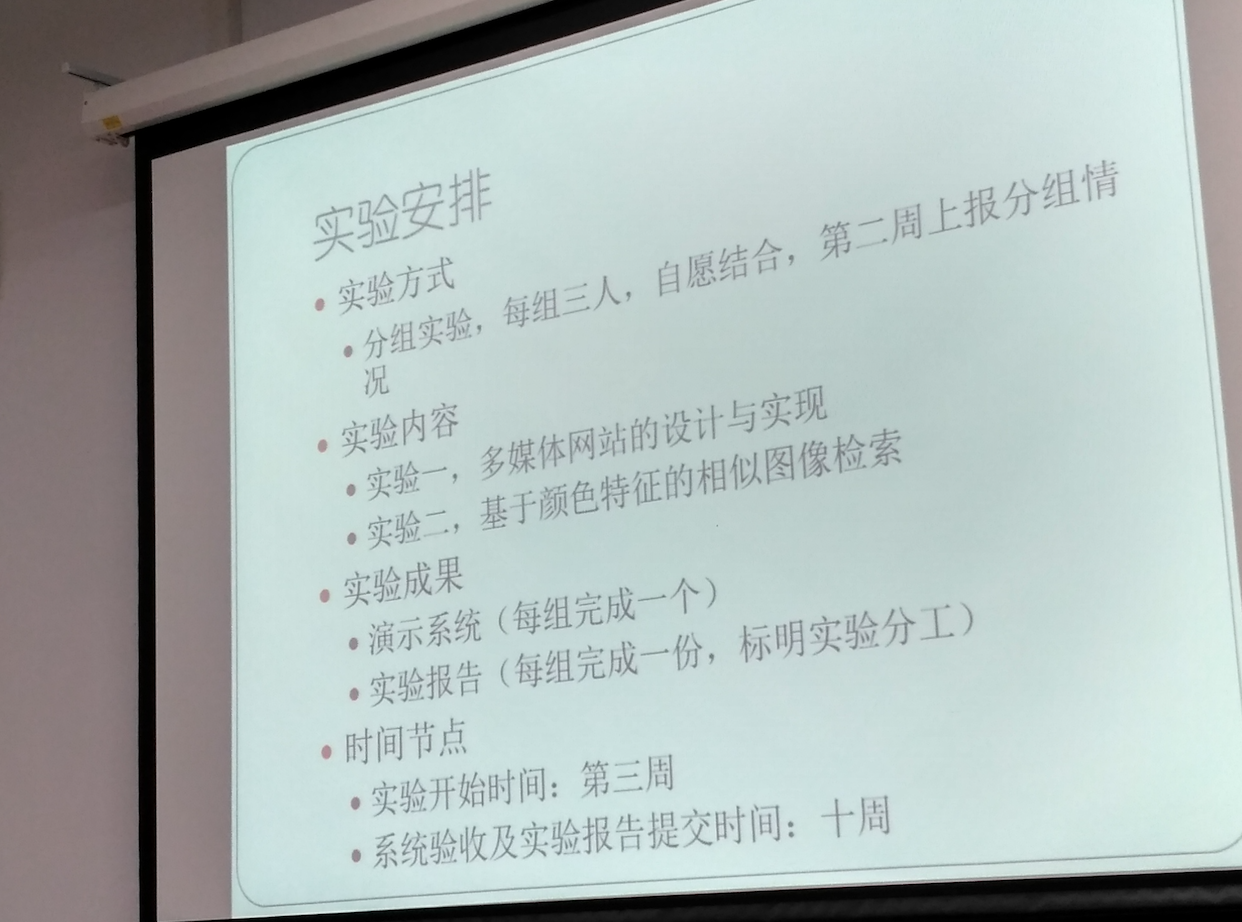 实验安排
• 实验方式
• 分组实验，每组三人，自愿结合，第二周上报分组情
况
• 实验内容
• 实验一，多媒体网站的设计与实现
• 实验二，基于颜色特征的相似图像检索
• 实验成果
• 演示系统（每组完成一个）
• 实验报告（每组完成一份，标明实验分工）
• 时间节点
• 实验开始时间：第三周
• 系统验收及实验报告提交时间：十周